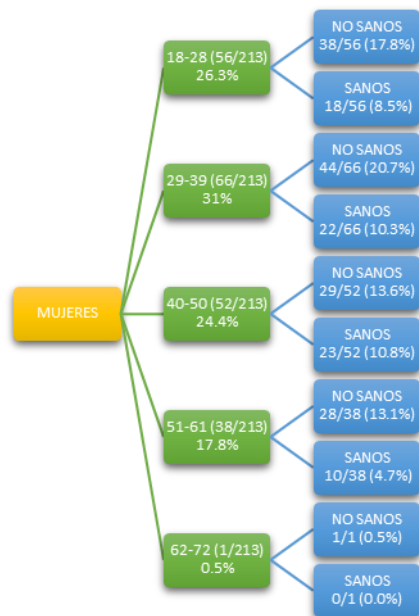 MUJERES
18-28 (56/213)
26.3%
NO SANOS
38/56 (17.8%)
SANOS
18/56 (8.5%)
29-39 (66/213)
31%
NO SANOS
44/66 (20.7%)
SANOS
22/66 (10.3%)
40-50 (52/213)
24.4%
NO SANOS
29/52 (13.6%)
SANOS
23/52 (10.8%)
51-61 (38/213)
17.8%
NO SANOS
28/38 (13.1%)
SANOS
10/38 (4.7%)
62-72 (1/213)
0.5%
NO SANOS
1/1 (0.5%)
SANOS
0/1 (0.0%)